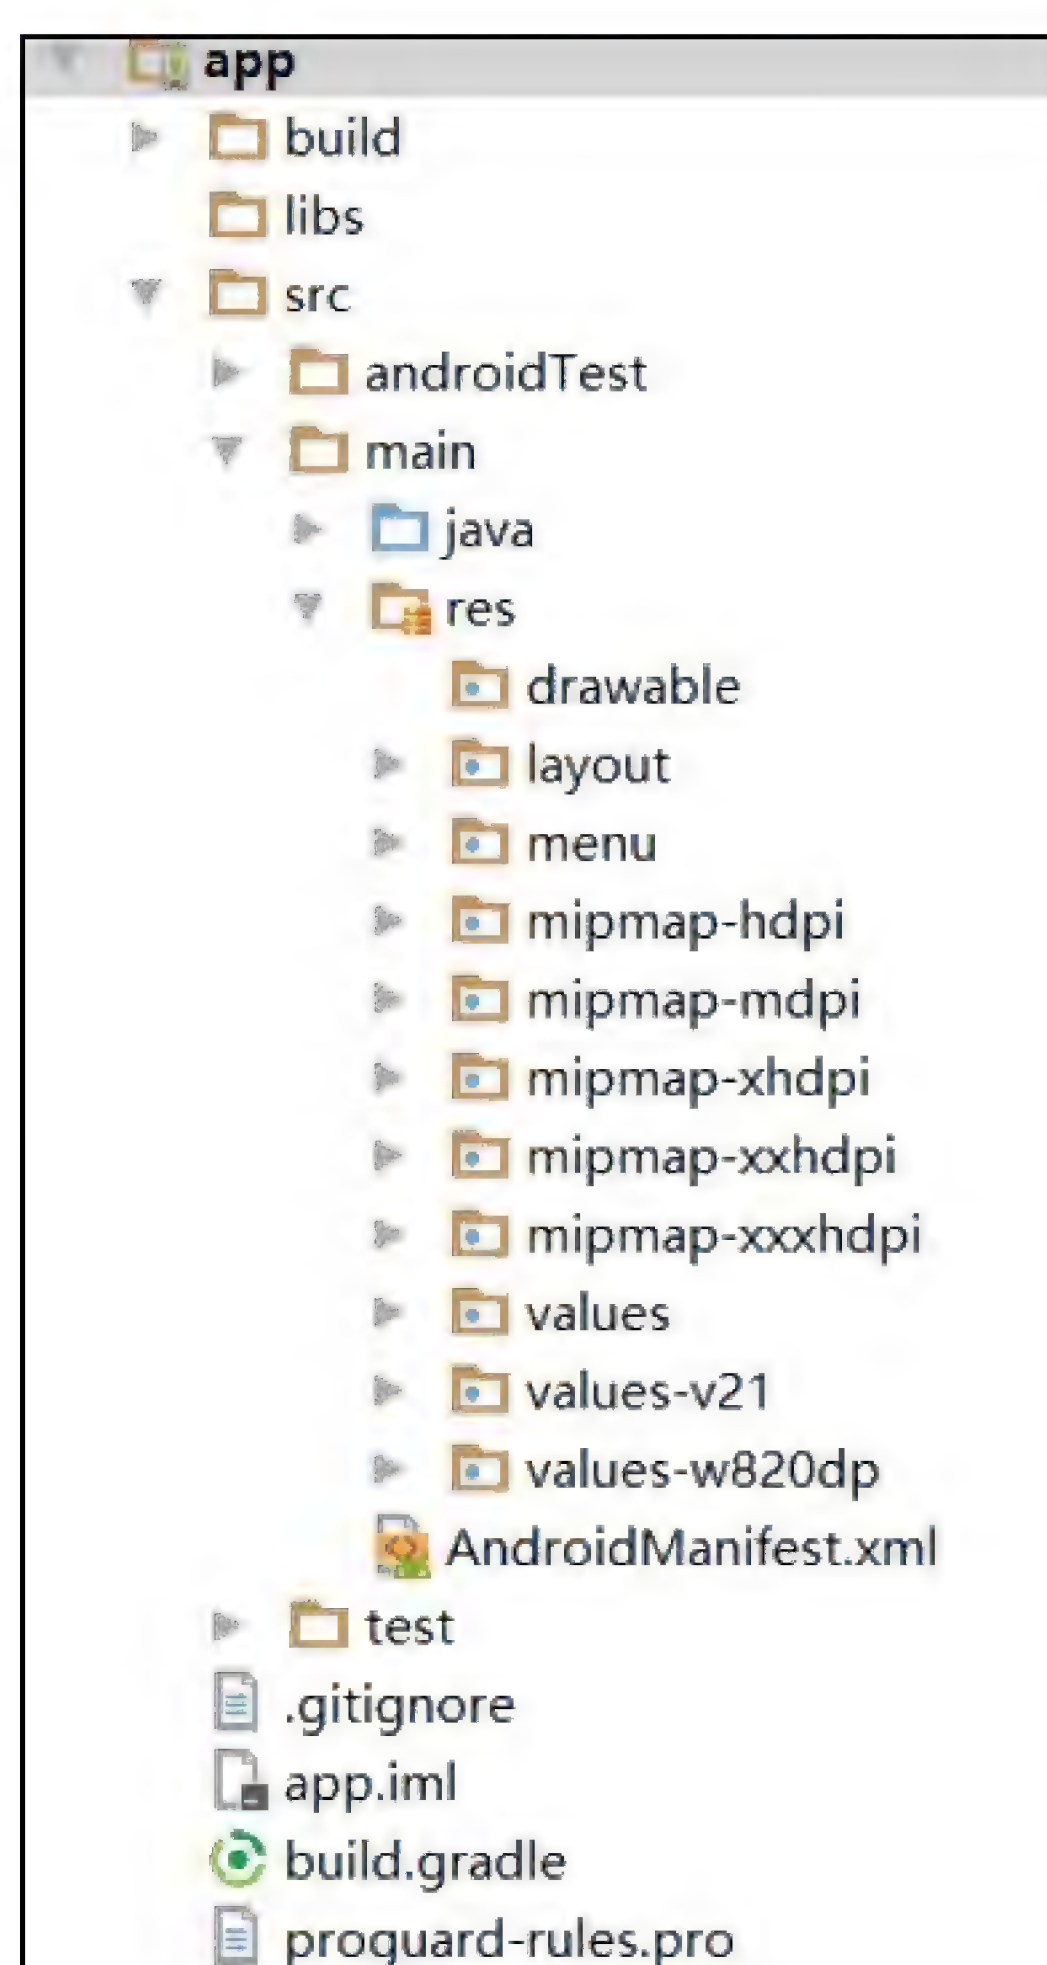 app
build
libs
src
androidTest
main
java
res
drawable
layout
menu
mipmap-hdpi
mipmap-mdpi
mipmap-xhdpi
mipmap-xxhdpi
mipmap-xxxhdpi
values
values-v21
values-w820dp
AndroidManifest.xml
test
.gitignore
app.iml
build.gradle
proguard-rules.pro